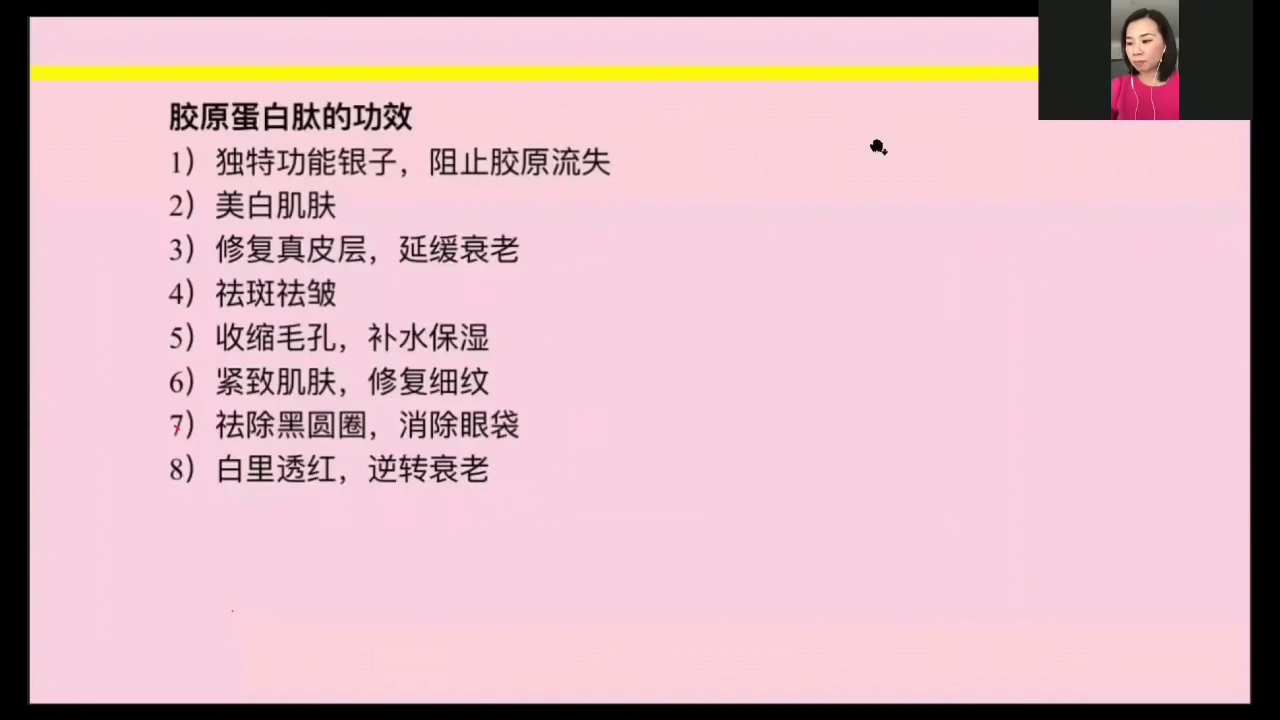 胶原蛋白肽的功效
1）独特功能银子，阻止胶原流失
2）美白肌肤
3）修复真皮层，延缓衰老
4）祛斑祛皱
5）收缩毛孔，补水保湿
6）紧致肌肤，修复细纹
7）祛除黑圆圈，消除眼袋
8）白里透红，逆转衰老